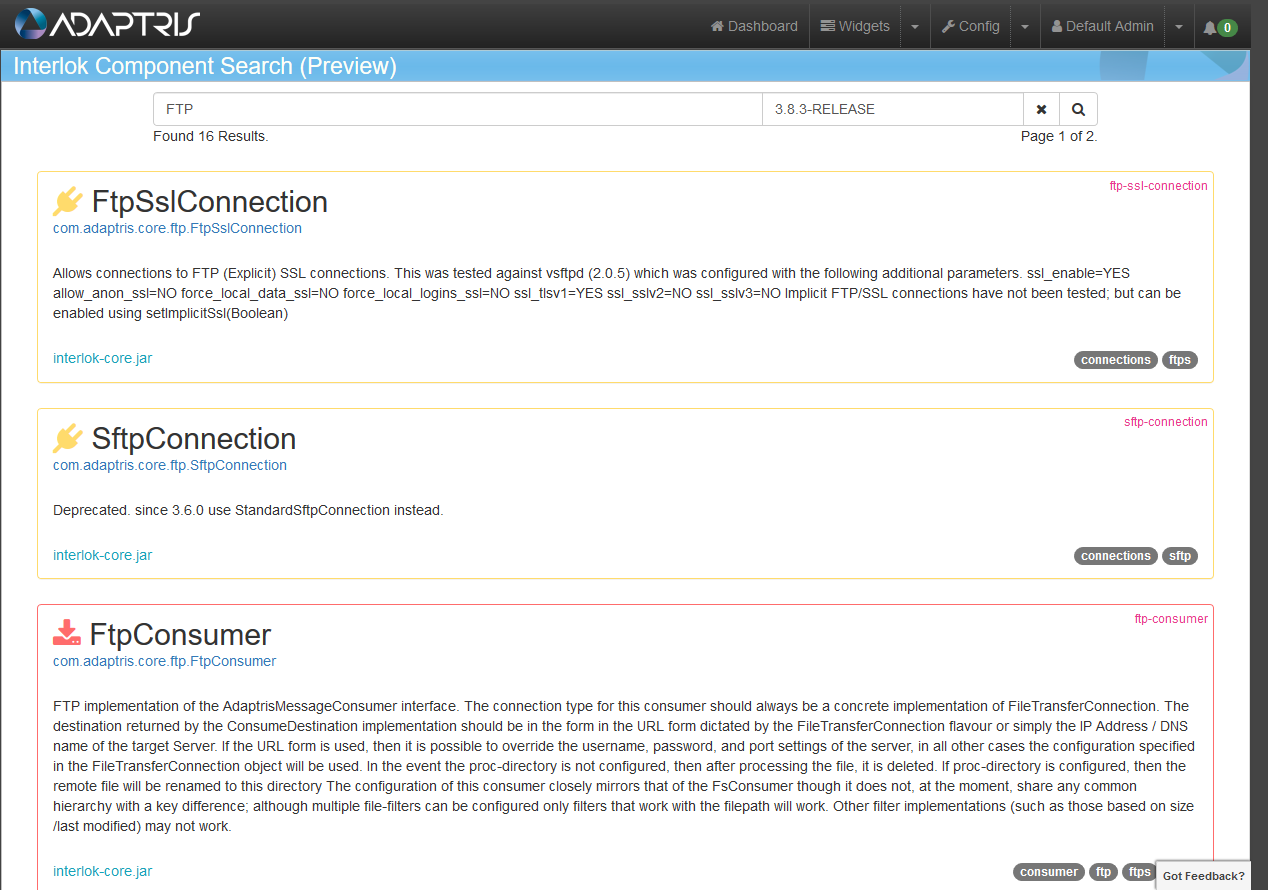 ADAPTRIS
Dashboard Widgets Config Default Admin 0
Interlok Component Search (Preview)
FTP 3.8.3-RELEASE
Found 16 Results. Page 1 of 2.
FtpSslConnection ftp-ssl-connection
com.adaptris.core.ftp.FtpSslConnection
Allows connections to FTP (Explicit) SSL connections. This was tested against vsftpd (2.0.5) which was configured with the following additional parameters. ssl_enable=YES
allow_anon_ssl=NO force_local_data_ssl=NO force_local_logins_ssl=NO ssl_tlsv1=YES ssl_sslv2=NO ssl_sslv3=NO Implicit FTP/SSL connections have not been tested; but can be
enabled using setImplicitSsl(Boolean)
interlok-core.jar connections ftps
SftpConnection sftp-connection
com.adaptris.core.ftp.SftpConnection
Deprecated. since 3.6.0 use StandardSftpConnection instead.
interlok-core.jar connections sftp
FtpConsumer ftp-consumer
com.adaptris.core.ftp.FtpConsumer
FTP implementation of the AdaptrisMessageConsumer interface. The connection type for this consumer should always be a concrete implementation of FileTransferConnection. The
destination returned by the ConsumeDestination implementation should be in the form in the URL form dictated by the FileTransferConnection flavour or simply the IP Address / DNS
name of the target Server. If the URL form is used, then it is possible to override the username, password, and port settings of the server, in all other cases the configuration specified
in the FileTransferConnection object will be used. In the event the proc-directory is not configured, then after processing the file, it is deleted. If proc-directory is configured, then the
remote file will be renamed to this directory The configuration of this consumer closely mirrors that of the FsConsumer though it does not, at the moment, share any common
hierarchy with a key difference; although multiple file-filters can be configured only filters that work with the filepath will work. Other filter implementations (such as those based on size
/last modified) may not work.
interlok-core.jar consumer ftp ftps
Got Feedback?